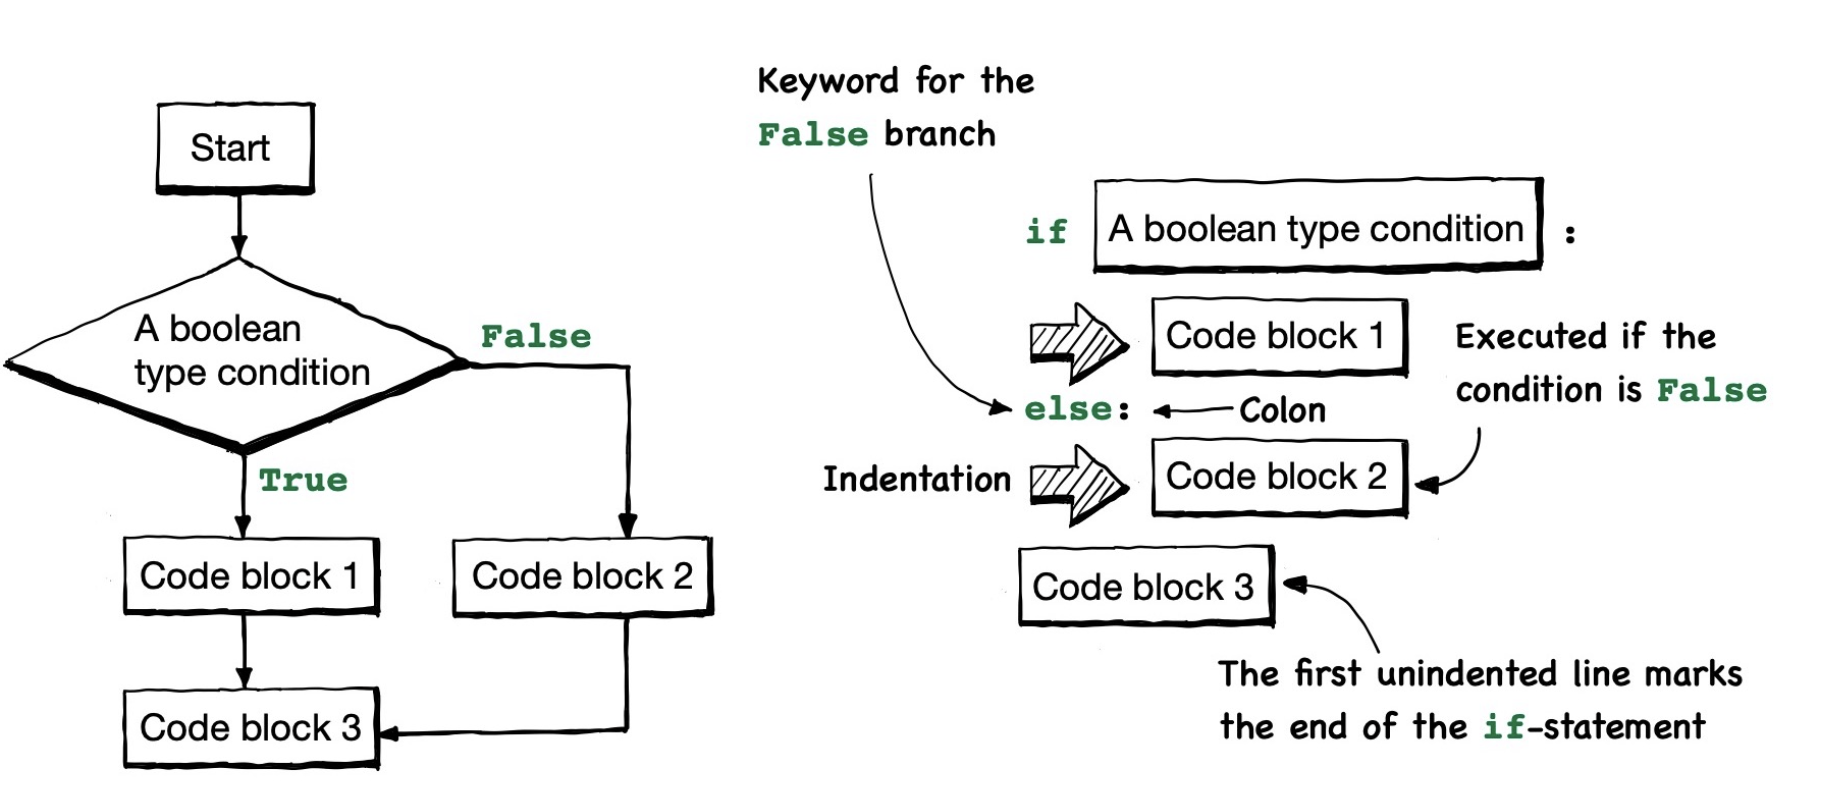 Start
A boolean
type condition
False
True
Code block 1
Code block 2
Code block 3
Keyword for the
False branch
if A boolean type condition :
Code block 1
else: Colon
Indentation Code block 2
Executed if the
condition is False
Code block 3
The first unindented line marks
the end of the if-statement